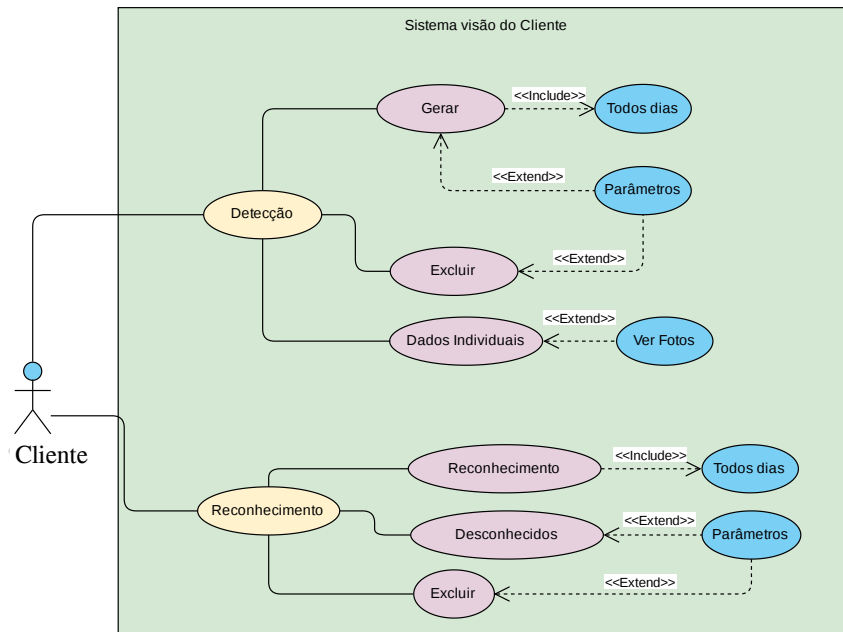 Sistema visão do Cliente
Gerar
<<Include>>
Todos dias
<<Extend>>
Parâmetros
Detecção
Excluir
<<Extend>>
Dados Individuais
<<Extend>>
Ver Fotos
Cliente
Reconhecimento
<<Include>>
Todos dias
Reconhecimento
Desconhecidos
<<Extend>>
Parâmetros
Excluir
<<Extend>>